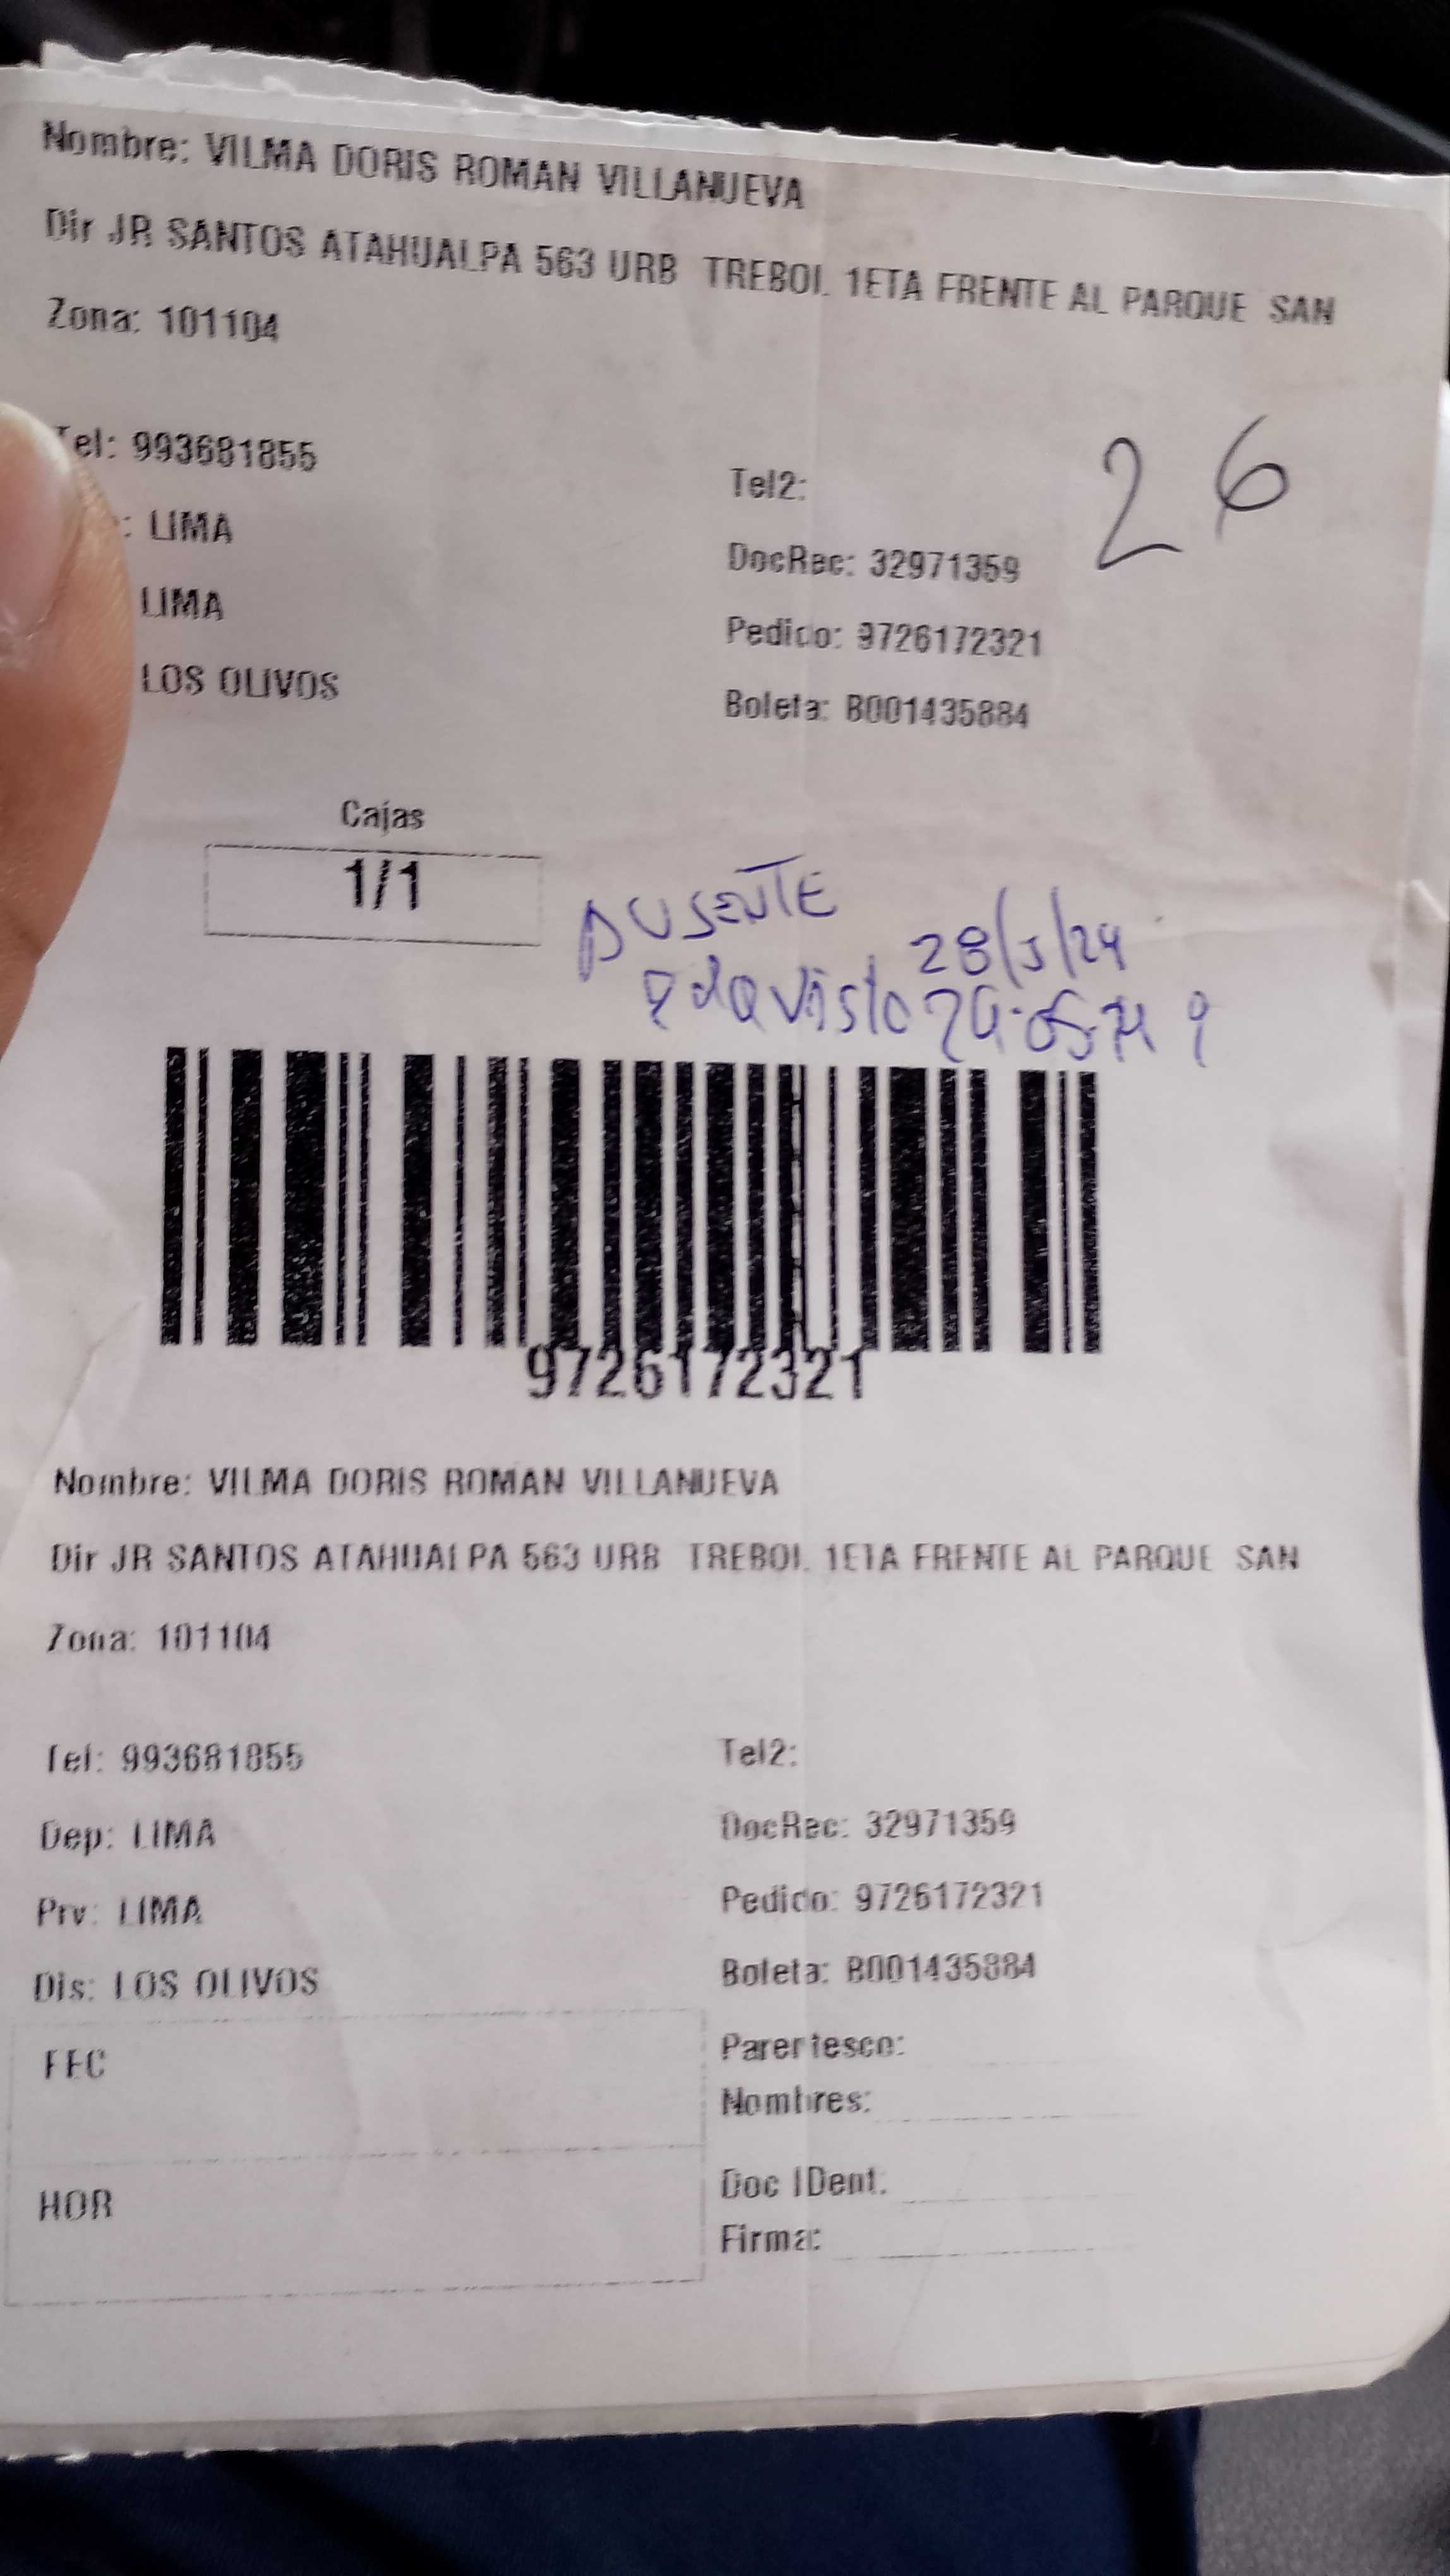 Nombre: VILMA DORIS ROMAN VILLANUEVA
Dir JR SANTOS ATAHUALPA 563 URB TREBOL 1ETA FRENTE AL PARQUE SAN
Zona: 101104
Tel: 993681855
Tel2:
26
: LIMA
DocRec: 32971359
LIMA
Pedido: 9726172321
LOS OLIVOS
Boleta: B001435884
Cajas
1/1
AUSENTE
28/5/24
9726172321
Nombre: VILMA DORIS ROMAN VILLANUEVA
Dir JR SANTOS ATAHUALPA 563 URB TREBOL 1ETA FRENTE AL PARQUE SAN
Zona: 101104
Tel: 993681855
Tel2:
Dep: LIMA
DocRec: 32971359
Prv: LIMA
Pedido: 9726172321
Dis: LOS OLIVOS
Boleta: B001435884
FEC
Parentesco:
Nombres:
HOR
Doc IDent.
Firma: